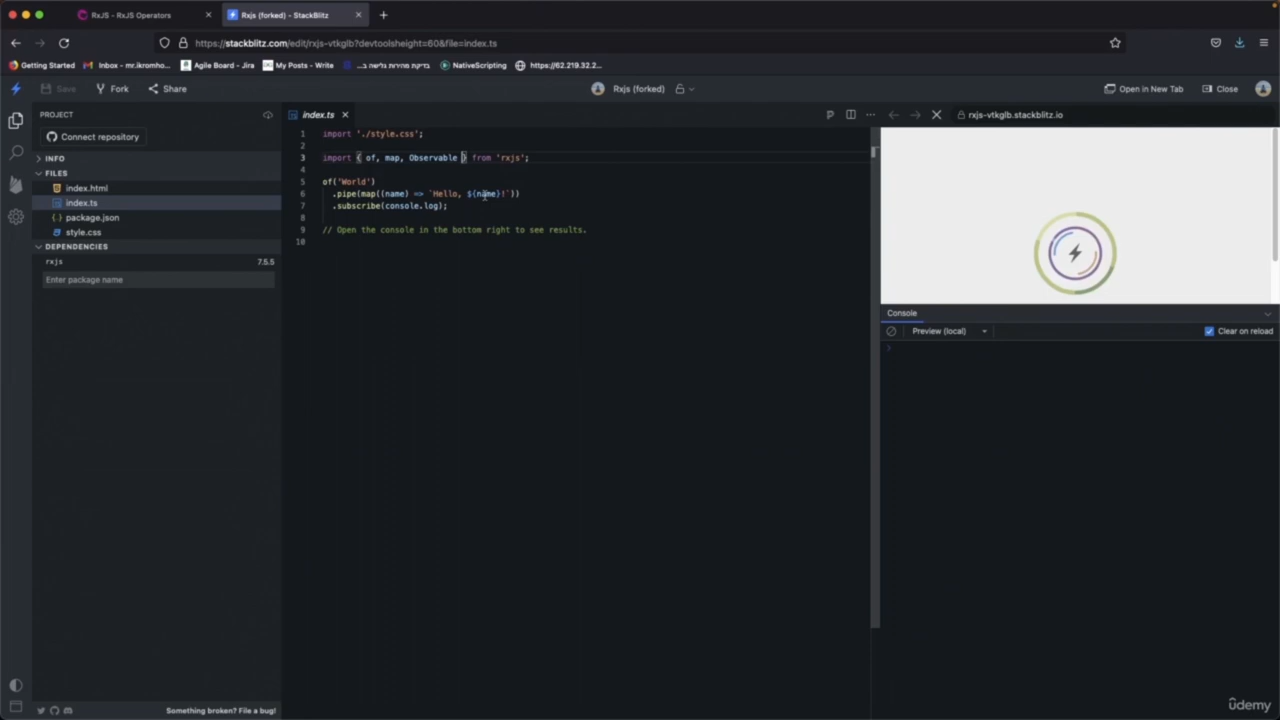 RxJS - RxJS Operators
Rxjs (forked) - StackBlitz
https://stackblitz.com/edit/rxjs-vtkglb?devtoolsheight=60&file=index.ts
Getting Started
Inbox - mr.ikromho...
Agile Board - Jira
My Posts - Write
בדיקת מהירות גלישה ב...
NativeScripting
https://62.219.32.2...
Save
Fork
Share
Rxjs (forked)
Open in New Tab
Close
PROJECT
Connect repository
INFO
FILES
index.html
index.ts
package.json
style.css
DEPENDENCIES
rxjs 7.5.5
Enter package name
index.ts
1 import './style.css';
2
3 import { of, map, Observable } from 'rxjs';
4
5 of('World')
6 .pipe(map((name) => `Hello, ${name}!`))
7 .subscribe(console.log);
8
9 // Open the console in the bottom right to see results.
10
rxjs-vtkglb.stackblitz.io
Console
Preview (local)
Clear on reload
Something broken? File a bug!
ûdemy